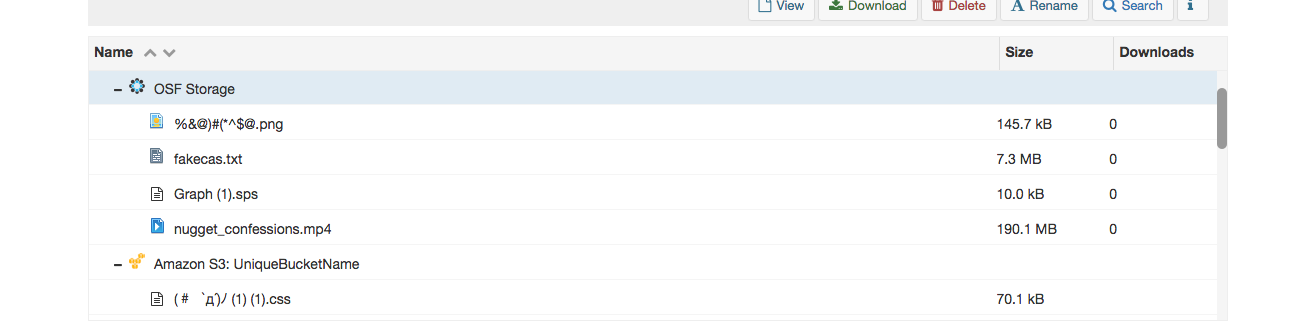 View Download Delete Rename Search i
Name Size Downloads
OSF Storage
%&@)#(*^$@.png 145.7 kB 0
fakecas.txt 7.3 MB 0
Graph (1).sps 10.0 kB 0
nugget_confessions.mp4 190.1 MB 0
Amazon S3: UniqueBucketName
(＃ `д´)ﾉ (1) (1).css 70.1 kB